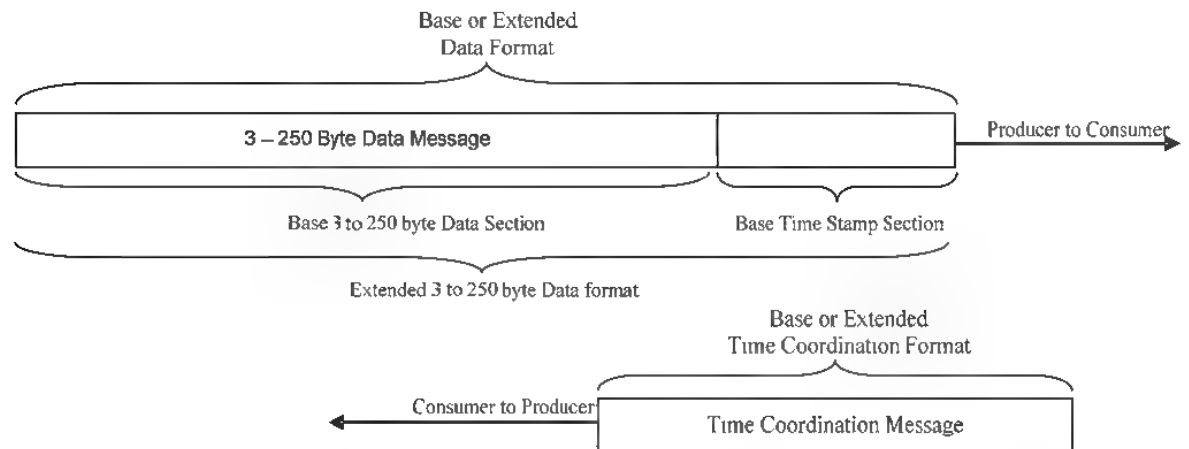 Base or Extended
Data Format
3 – 250 Byte Data Message
Producer to Consumer
Base 3 to 250 byte Data Section
Base Time Stamp Section
Extended 3 to 250 byte Data format
Base or Extended
Time Coordination Format
Consumer to Producer
Time Coordination Message